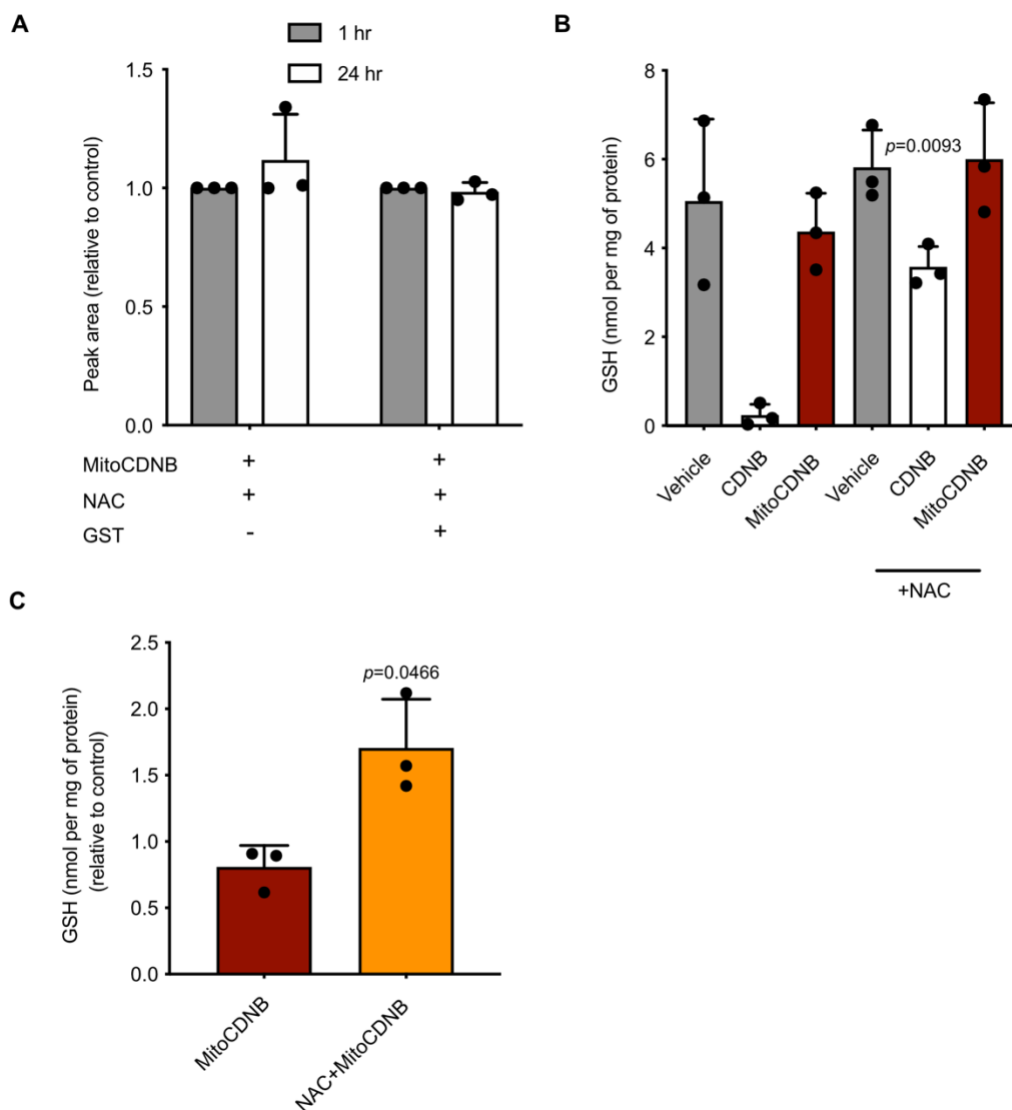 A
1 hr
24 hr
Peak area (relative to control)
1.5
1.0
0.5
0.0
MitoCDNB + +
NAC + +
GST - +
B
GSH (nmol per mg of protein)
8
6
4
2
0
p=0.0093
Vehicle
CDNB
MitoCDNB
Vehicle
CDNB
MitoCDNB
+NAC
C
GSH (nmol per mg of protein)
(relative to control)
2.5
2.0
1.5
1.0
0.5
0.0
p=0.0466
MitoCDNB
NAC+MitoCDNB